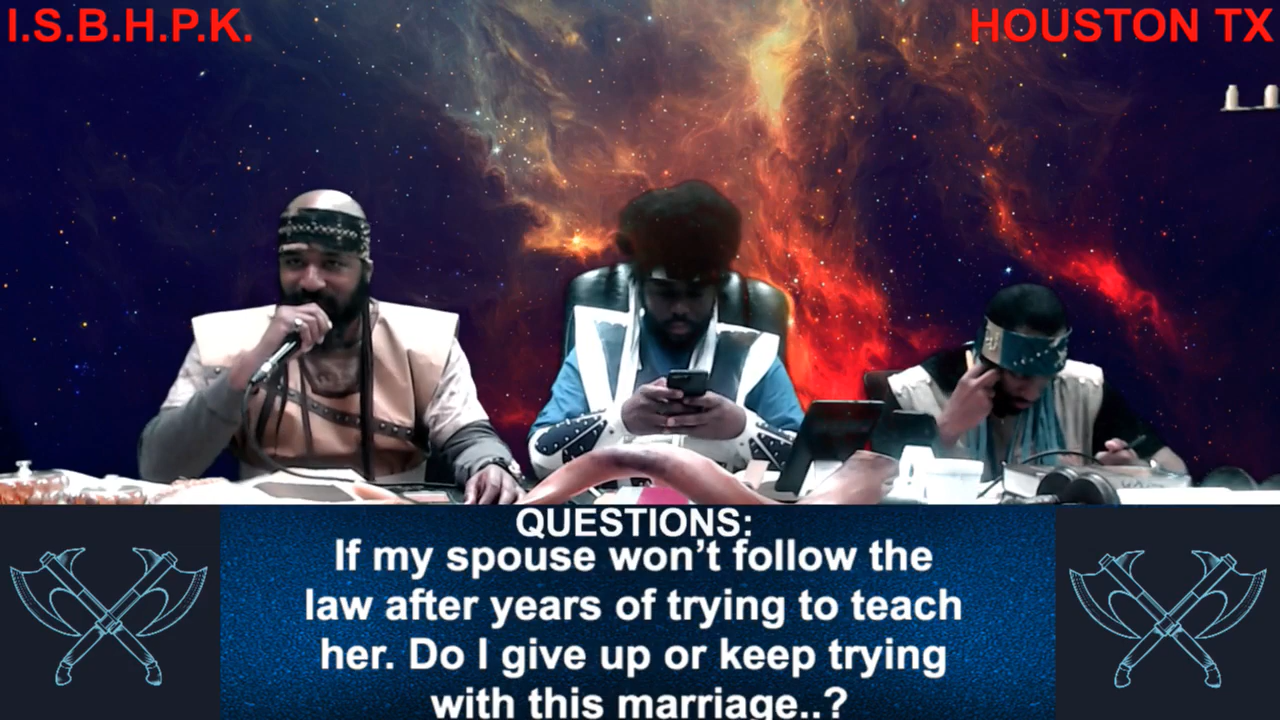 I.S.B.H.P.K.
HOUSTON TX
QUESTIONS:
If my spouse won’t follow the
law after years of trying to teach
her. Do I give up or keep trying
with this marriage..?